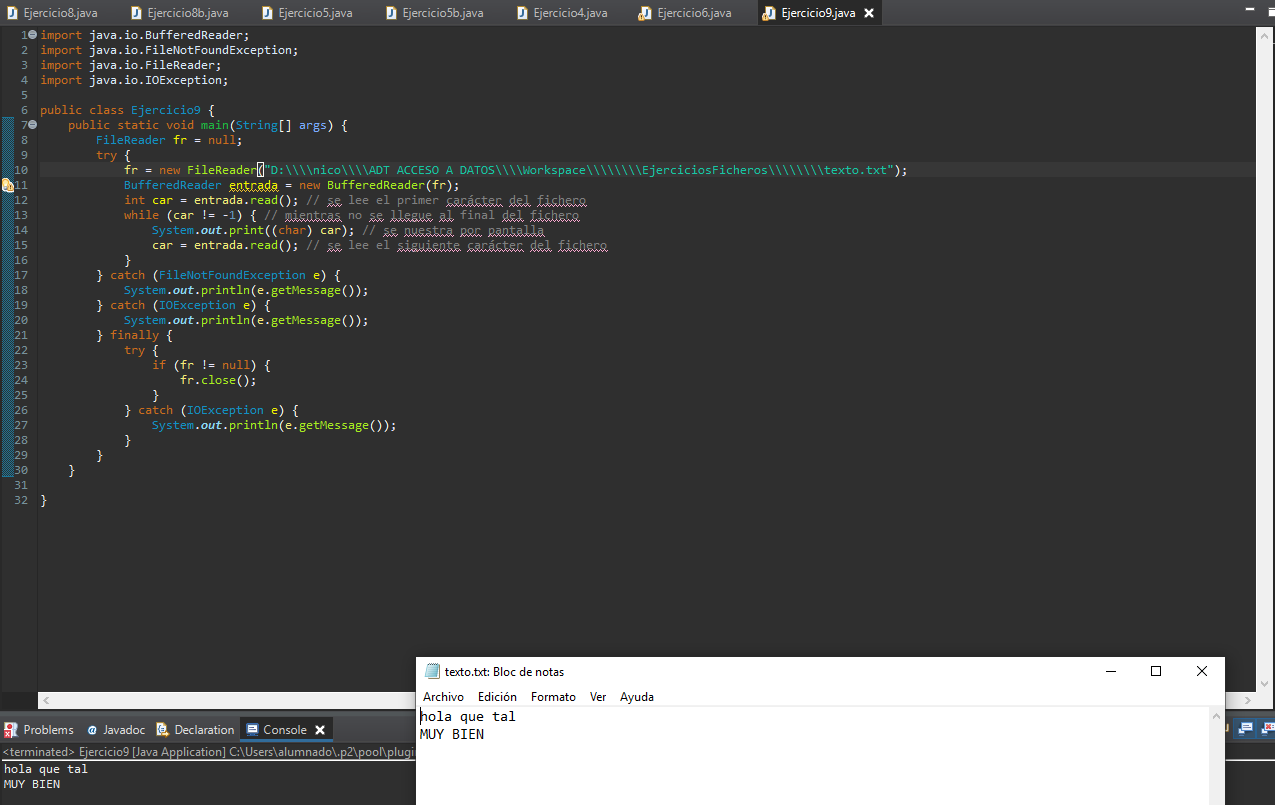 Ejercicio8.java Ejercicio8b.java Ejercicio5.java Ejercicio5b.java Ejercicio4.java Ejercicio6.java Ejercicio9.java
1 import java.io.BufferedReader;
2 import java.io.FileNotFoundException;
3 import java.io.FileReader;
4 import java.io.IOException;
5
6 public class Ejercicio9 {
7 public static void main(String[] args) {
8 FileReader fr = null;
9 try {
10 fr = new FileReader("D:\\\\nico\\\\ADT ACCESO A DATOS\\\\Workspace\\\\\\\\EjerciciosFicheros\\\\\\\\texto.txt");
11 BufferedReader entrada = new BufferedReader(fr);
12 int car = entrada.read(); // se lee el primer carácter del fichero
13 while (car != -1) { // mientras no se llegue al final del fichero
14 System.out.print((char) car); // se nuestra por pantalla
15 car = entrada.read(); // se lee el siguiente carácter del fichero
16 }
17 } catch (FileNotFoundException e) {
18 System.out.println(e.getMessage());
19 } catch (IOException e) {
20 System.out.println(e.getMessage());
21 } finally {
22 try {
23 if (fr != null) {
24 fr.close();
25 }
26 } catch (IOException e) {
27 System.out.println(e.getMessage());
28 }
29 }
30 }
31
32 }
texto.txt: Bloc de notas
Archivo Edición Formato Ver Ayuda
hola que tal
MUY BIEN
Problems Javadoc Declaration Console
<terminated> Ejercicio9 [Java Application] C:\Users\alumnado\.p2\pool\plugi
hola que tal
MUY BIEN